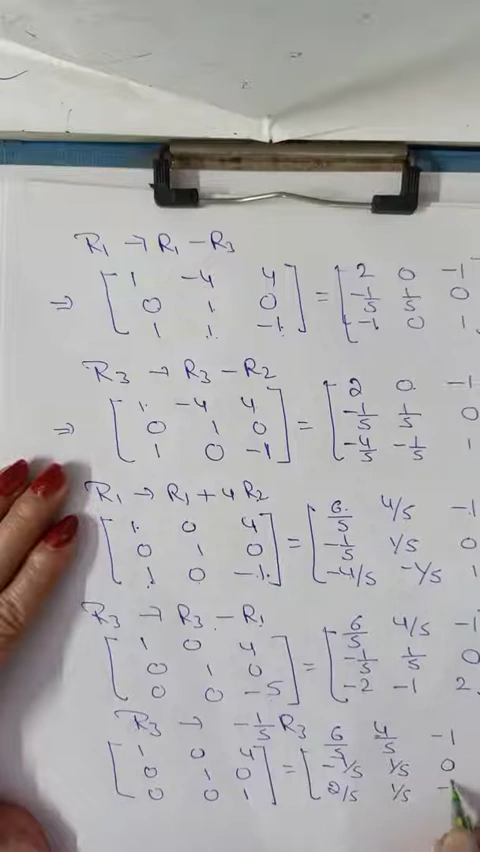 R₁ → R₁ - R₃
⇒ [ 1 -4 4 ] = [ 2 0 -1
0 1 0 -1/5 1/5 0
1 1 -1 -1 0 1
R₃ → R₃ - R₂
⇒ [ 1 -4 4 ] = [ 2 0 -1
0 1 0 -1/5 1/5 0
1 0 -1 -4/5 -1/5 1
R₁ → R₁ + 4R₂
[ 1 0 4 ] = [ 6/5 4/5 -1
0 1 0 -1/5 1/5 0
1 0 -1 -4/5 -1/5 1
R₃ → R₃ - R₁
[ 1 0 4 ] = [ 6/5 4/5 -1
0 1 0 -1/5 1/5 0
0 0 -5 -2 -1 2
R₃ → -1/5 R₃
[ 1 0 4 ] = [ 6/5 4/5 -1
0 1 0 -1/5 1/5 0
0 0 1 2/5 1/5 -